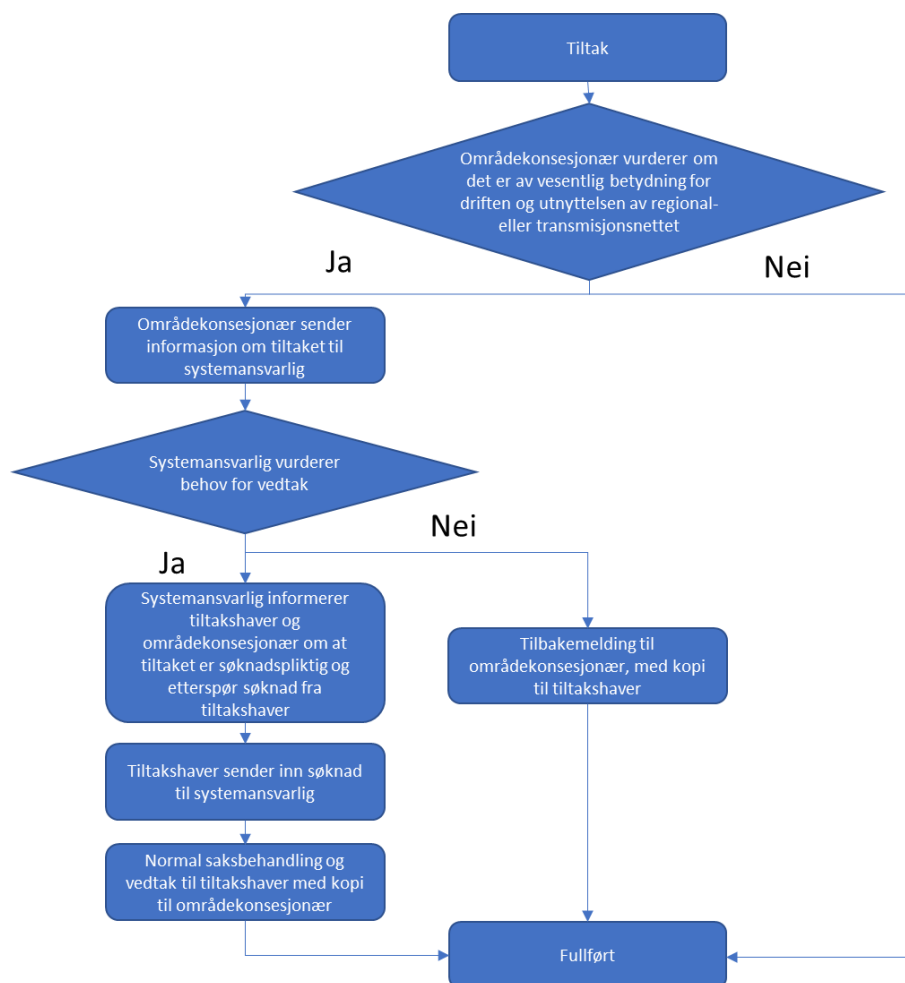 Tiltak
Områdekonsesjonær vurderer om
det er av vesentlig betydning for
driften og utnyttelsen av regional-
eller transmisjonsnettet
Ja
Nei
Områdekonsesjonær sender
informasjon om tiltaket til
systemansvarlig
Systemansvarlig vurderer
behov for vedtak
Nei
Ja
Systemansvarlig informerer
tiltakshaver og
områdekonsesjonær om at
tiltaket er søknadspliktig og
etterspør søknad fra
tiltakshaver
Tilbakemelding til
områdekonsesjonær, med kopi
til tiltakshaver
Tiltakshaver sender inn søknad
til systemansvarlig
Normal saksbehandling og
vedtak til tiltakshaver med kopi
til områdekonsesjonær
Fullført